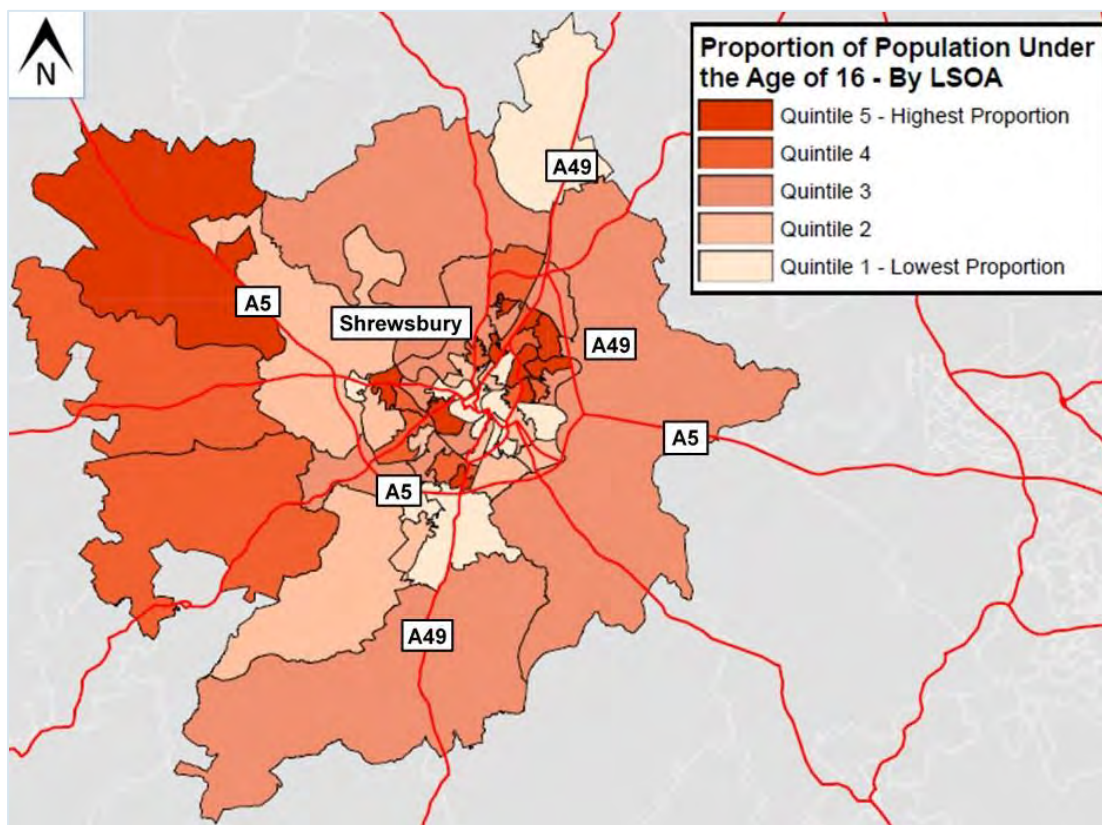 N
Proportion of Population Under
the Age of 16 - By LSOA
Quintile 5 - Highest Proportion
Quintile 4
Quintile 3
Quintile 2
Quintile 1 - Lowest Proportion
A49
A5
Shrewsbury
A49
A5
A5
A49